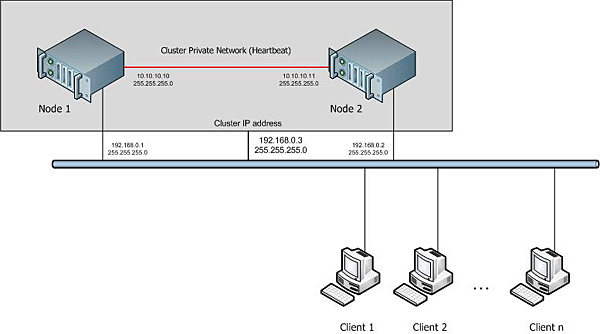 Cluster Private Network (Heartbeat)
10.10.10.10
255.255.255.0
10.10.10.11
255.255.255.0
Node 1
Node 2
Cluster IP address
192.168.0.1
255.255.255.0
192.168.0.3
255.255.255.0
192.168.0.2
255.255.255.0
...
Client 1
Client 2
Client n